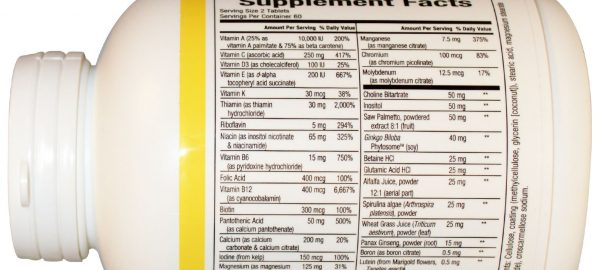 Supplement Facts
Serving Size 2 Tablets
Servings Per Container 60
Amount Per Serving % Daily Value
Vitamin A (25% as 10,000 IU 200%
vitamin A palmitate & 75% as beta carotene)
Vitamin C (ascorbic acid) 250 mg 417%
Vitamin D3 (as cholecalciferol) 100 IU 25%
Vitamin E (as d-alpha 200 IU 667%
tocopheryl acid succinate)
Vitamin K 30 mcg 38%
Thiamin (as thiamin 30 mg 2,000%
hydrochloride)
Riboflavin 5 mg 294%
Niacin (as inositol nicotinate 65 mg 325%
& niacinamide)
Vitamin B6 15 mg 750%
(as pyridoxine hydrochloride)
Folic Acid 400 mcg 100%
Vitamin B12 400 mcg 6,667%
(as cyanocobalamin)
Biotin 300 mcg 100%
Pantothenic Acid 50 mg 500%
(as calcium pantothenate)
Calcium (as calcium 200 mg 20%
carbonate & calcium citrate)
Iodine (from kelp) 150 mcg 100%
Magnesium (as magnesium 125 mg 31%
Amount Per Serving % Daily Value
Manganese 7.5 mg 375%
(as manganese citrate)
Chromium 100 mcg 83%
(as chromium picolinate)
Molybdenum 12.5 mcg 17%
(as molybdenum citrate)
Choline Bitartrate 50 mg **
Inositol 50 mg **
Saw Palmetto, powdered 50 mg **
extract 8:1 (fruit)
Ginkgo Biloba 40 mg **
Phytosome™ (soy)
Betaine HCl 25 mg **
Glutamic Acid HCl 25 mg **
Alfalfa Juice, powder 25 mg **
12:1 (aerial part)
Spirulina algae (Arthrospira 25 mg **
platensis), powder
Wheat Grass Juice (Triticum 25 mg **
aestivum), powder (leaf)
Panax Ginseng, powder (root) 15 mg **
Boron (as boron citrate) 0.5 mg **
Lutein (from Marigold flowers, 0.5 mg **
Tagetes erecta)
Cellulose, coating (methylcellulose, glycerin [coconut]), stearic acid, magnesium stearate
croscarmellose sodium.